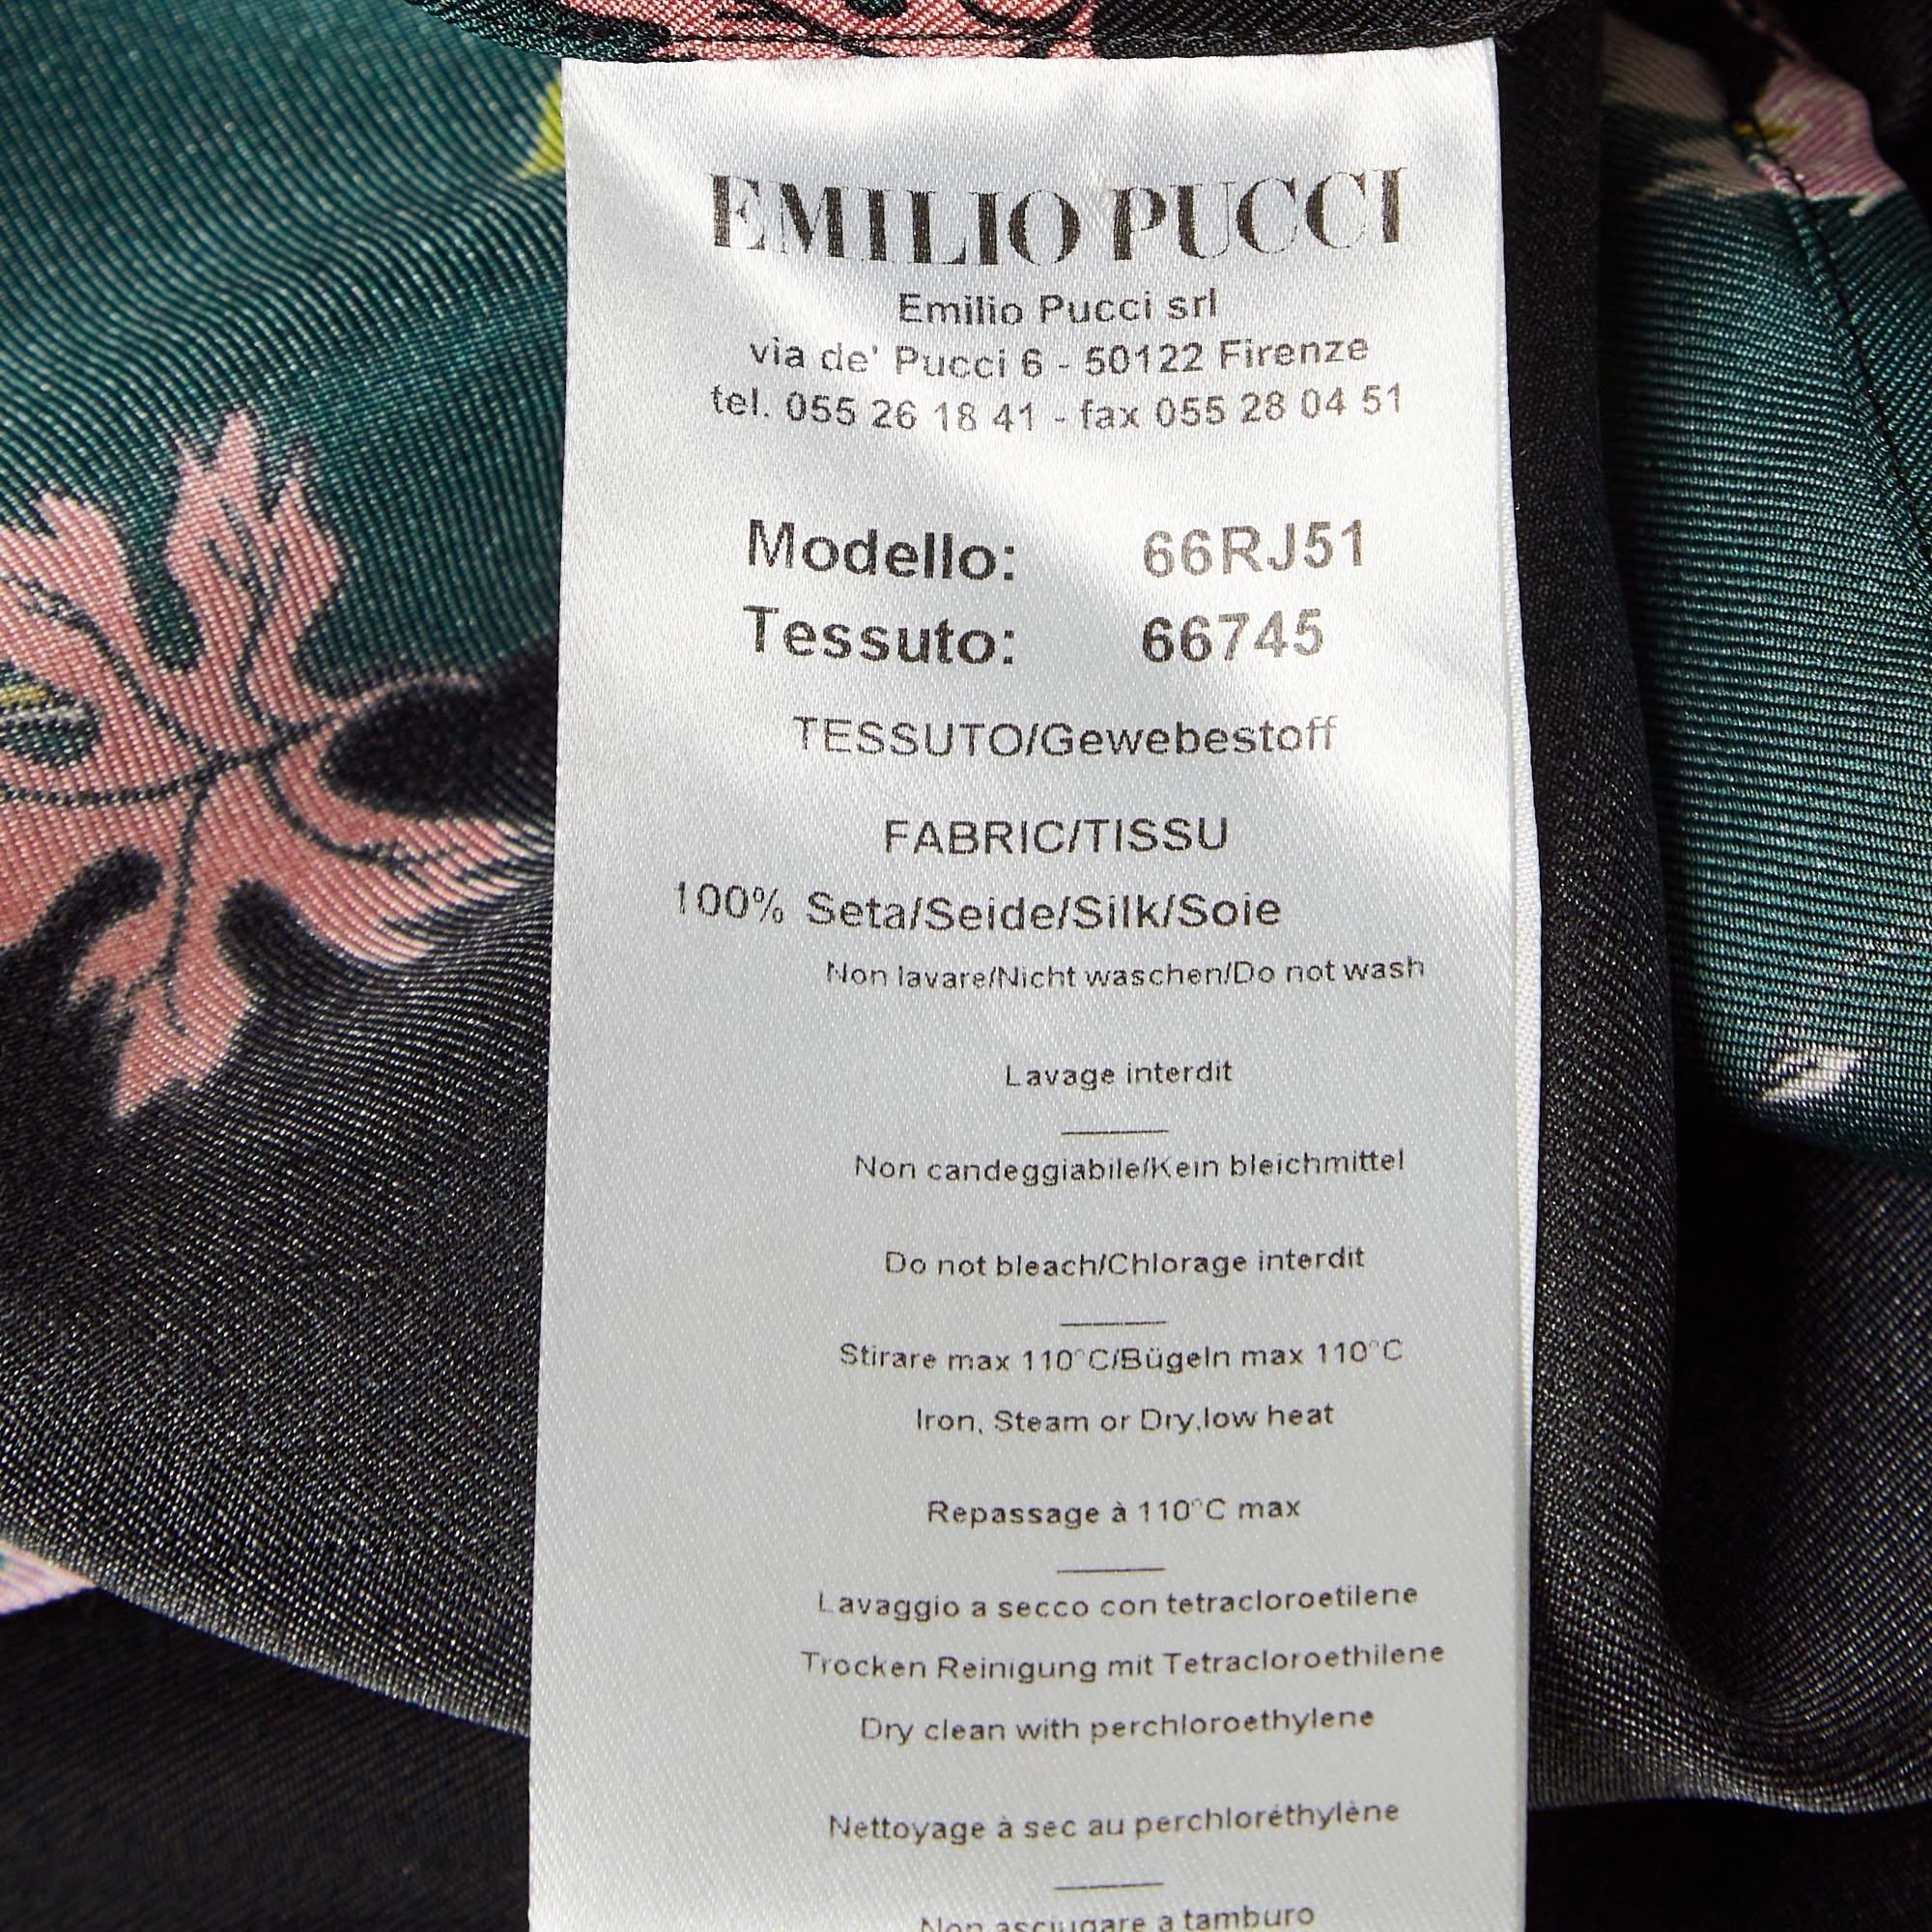 EMILIO PUCCI
Emilio Pucci srl
via de' Pucci 6 - 50122 Firenze
tel. 055 26 18 41 - fax 055 28 04 51
Modello: 66RJ51
Tessuto: 66745
TESSUTO/Gewebestoff
FABRIC/TISSU
100% Seta/Seide/Silk/Soie
Non lavare/Nicht waschen/Do not wash
Lavage interdit
Non candeggiabile/Kein bleichmittel
Do not bleach/Chlorage interdit
Stirare max 110°C/Bügeln max 110°C
Iron, Steam or Dry,low heat
Repassage à 110°C max
Lavaggio a secco con tetracloroetilene
Trocken Reinigung mit Tetracloroethilene
Dry clean with perchloroethylene
Nettoyage à sec au perchloréthylène
Non asciugare a tamburo